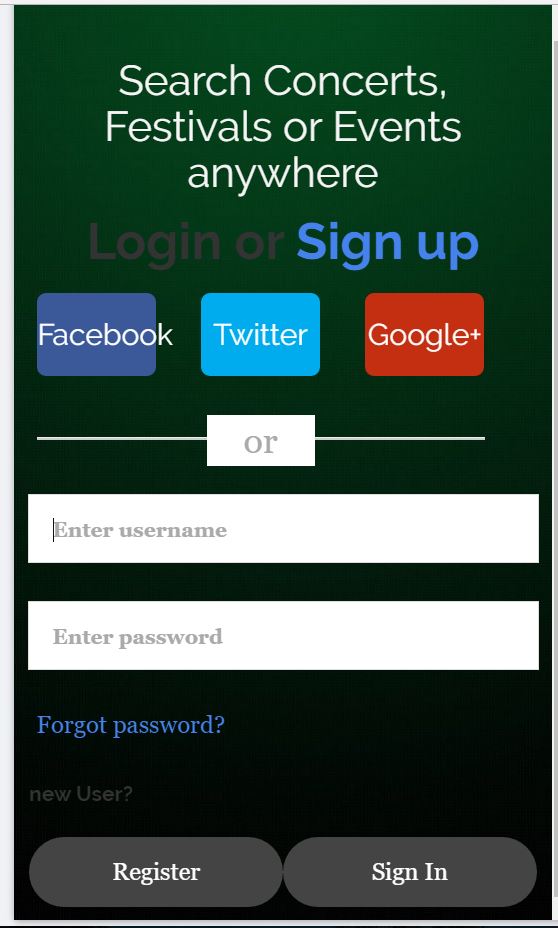 Search Concerts,
Festivals or Events
anywhere
Login or Sign up
Facebook Twitter Google+
or
Enter username
Enter password
Forgot password?
new User?
Register Sign In